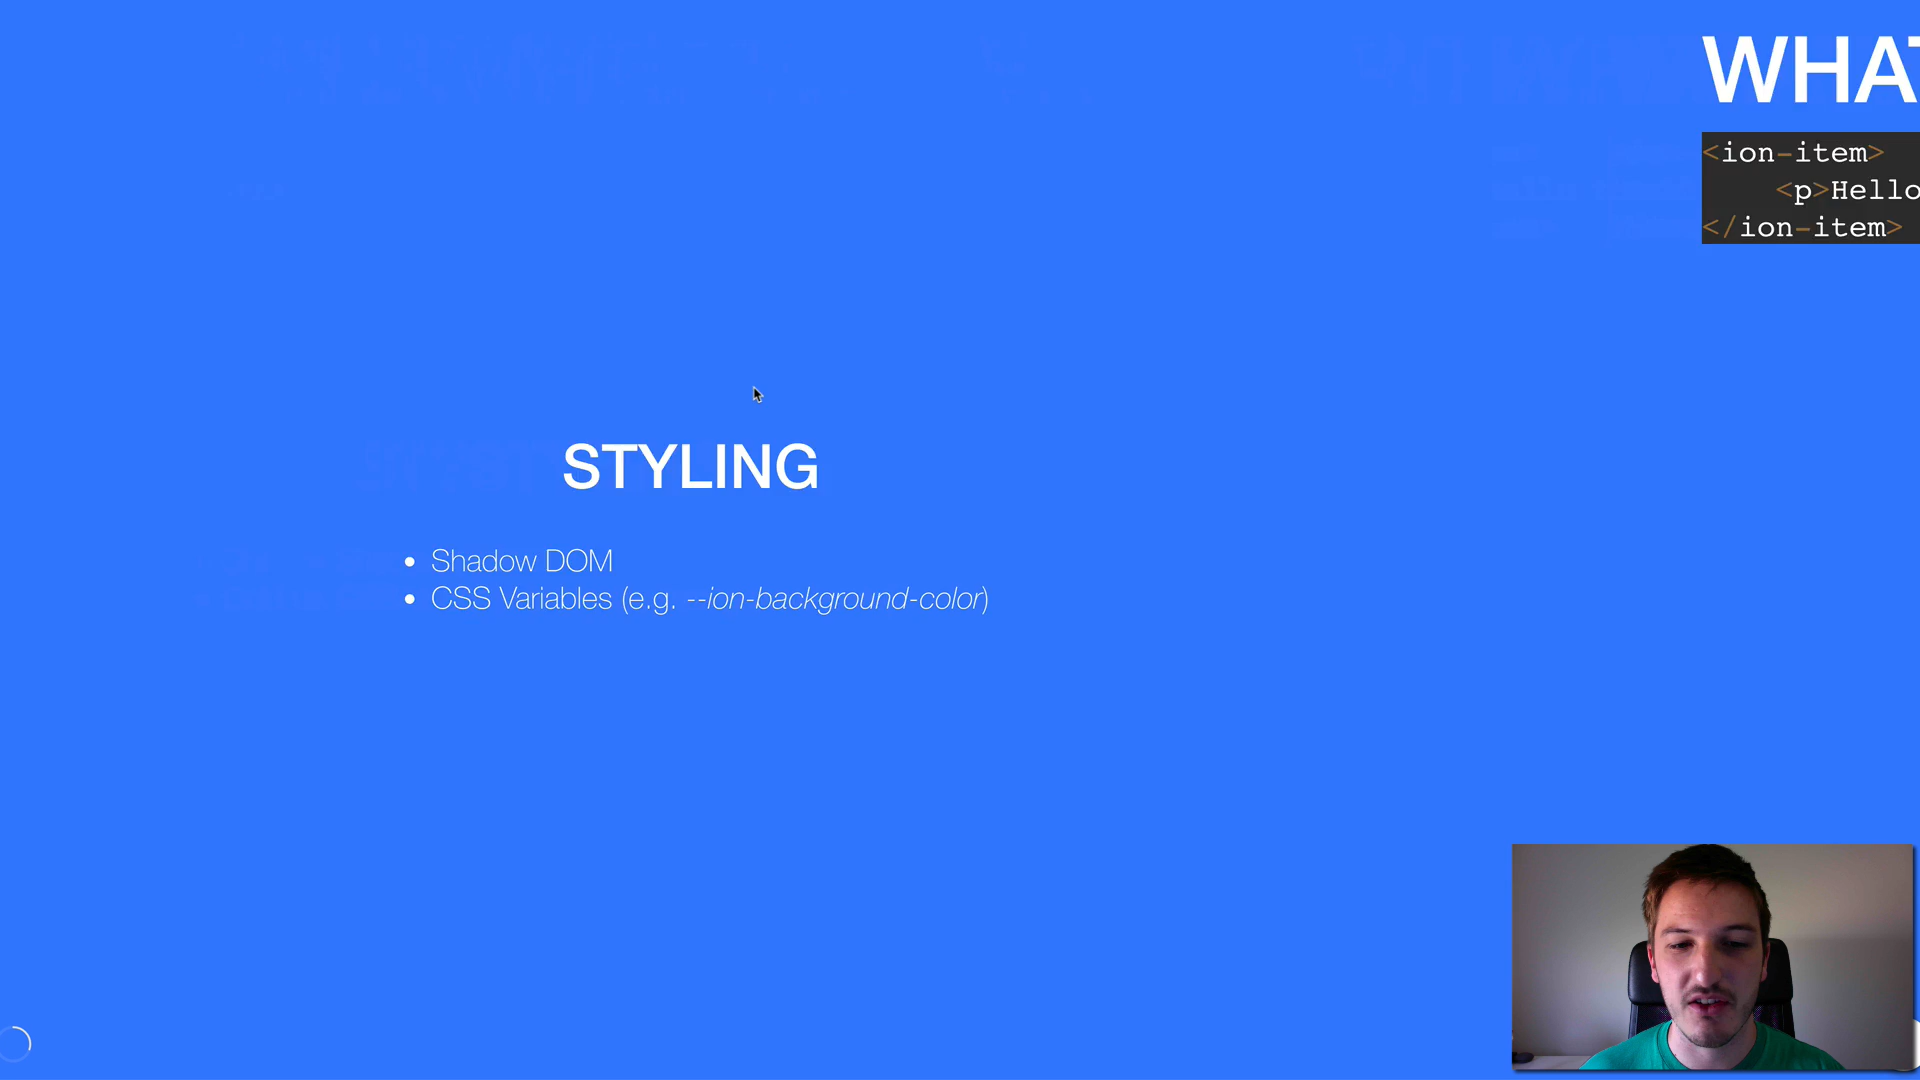 WHAT
<ion-item>
<p>Hello
</ion-item>
STYLING
• Shadow DOM
• CSS Variables (e.g. --ion-background-color)